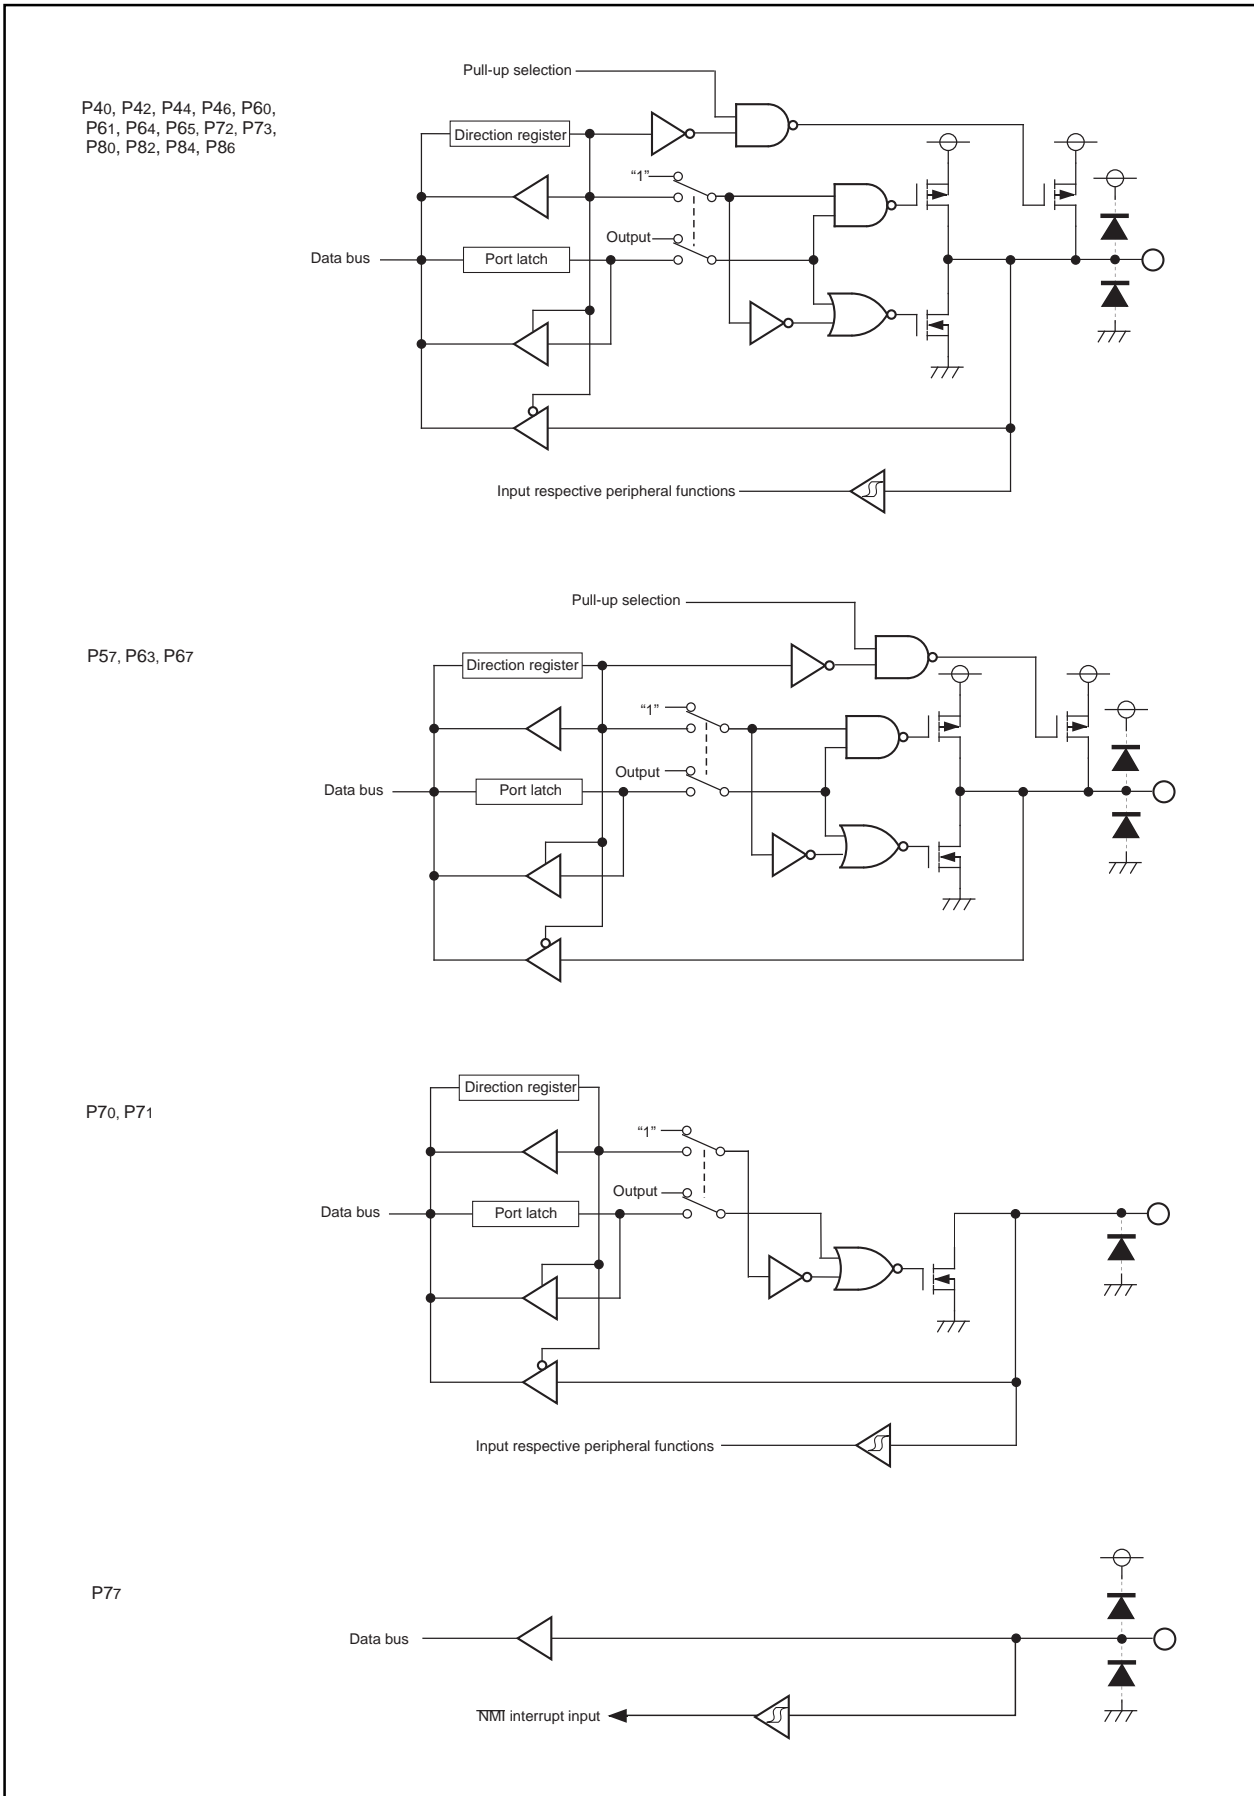 Pull-up selection
P40, P42, P44, P46, P60,
P61, P64, P65, P72, P73,
P80, P82, P84, P86
Direction register
“1”
Output
Data bus
Port latch
Input respective peripheral functions
Pull-up selection
P57, P63, P67
Direction register
“1”
Output
Data bus
Port latch
Direction register
P70, P71
“1”
Output
Data bus
Port latch
Input respective peripheral functions
P77
Data bus
NMI interrupt input